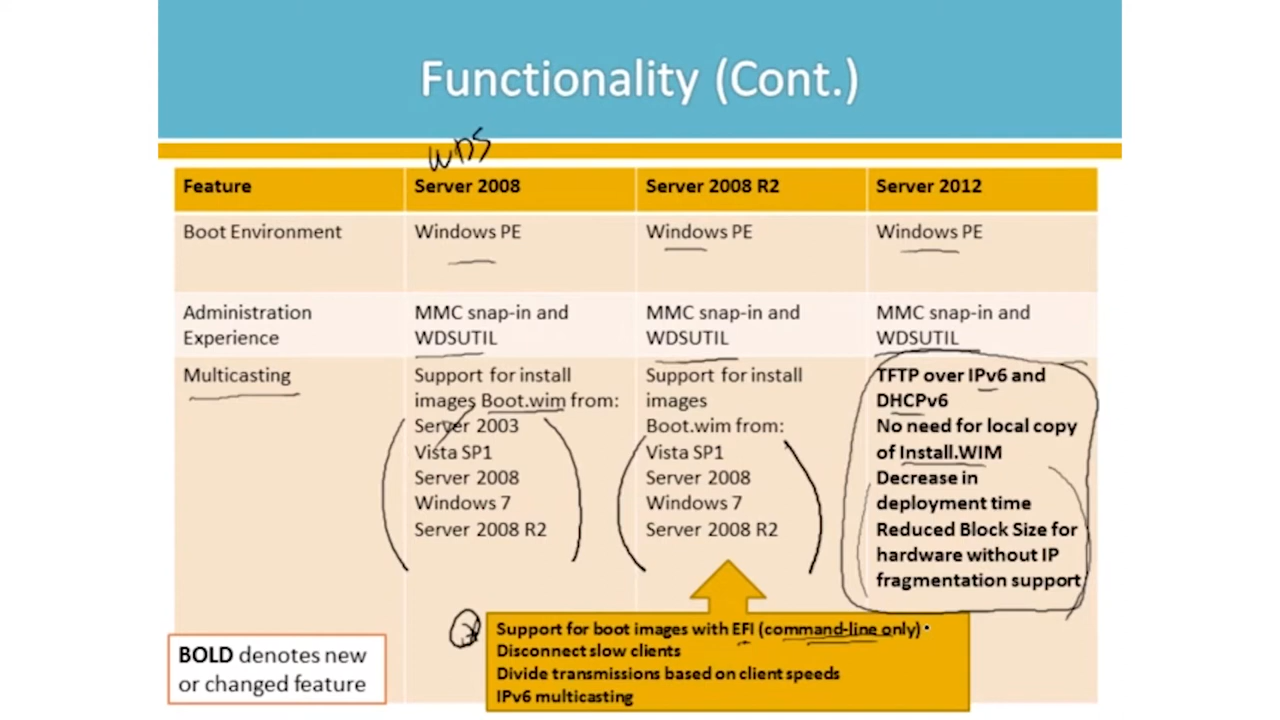 Functionality (Cont.)
WDS
Feature
Server 2008
Server 2008 R2
Server 2012
Boot Environment
Windows PE
Windows PE
Windows PE
Administration
Experience
MMC snap-in and
WDSUTIL
MMC snap-in and
WDSUTIL
MMC snap-in and
WDSUTIL
Multicasting
Support for install
images Boot.wim from:
Server 2003
Vista SP1
Server 2008
Windows 7
Server 2008 R2
Support for install
images
Boot.wim from:
Vista SP1
Server 2008
Windows 7
Server 2008 R2
TFTP over IPv6 and
DHCPv6
No need for local copy
of Install.WIM
Decrease in
deployment time
Reduced Block Size for
hardware without IP
fragmentation support
Support for boot images with EFI (command-line only)
Disconnect slow clients
Divide transmissions based on client speeds
IPv6 multicasting
BOLD denotes new
or changed feature